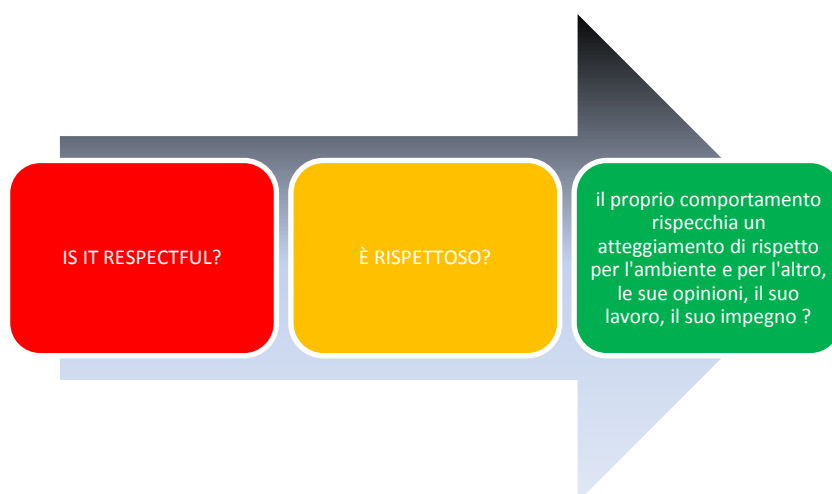 IS IT RESPECTFUL?
È RISPETTOSO?
il proprio comportamento
rispecchia un
atteggiamento di rispetto
per l'ambiente e per l'altro,
le sue opinioni, il suo
lavoro, il suo impegno ?